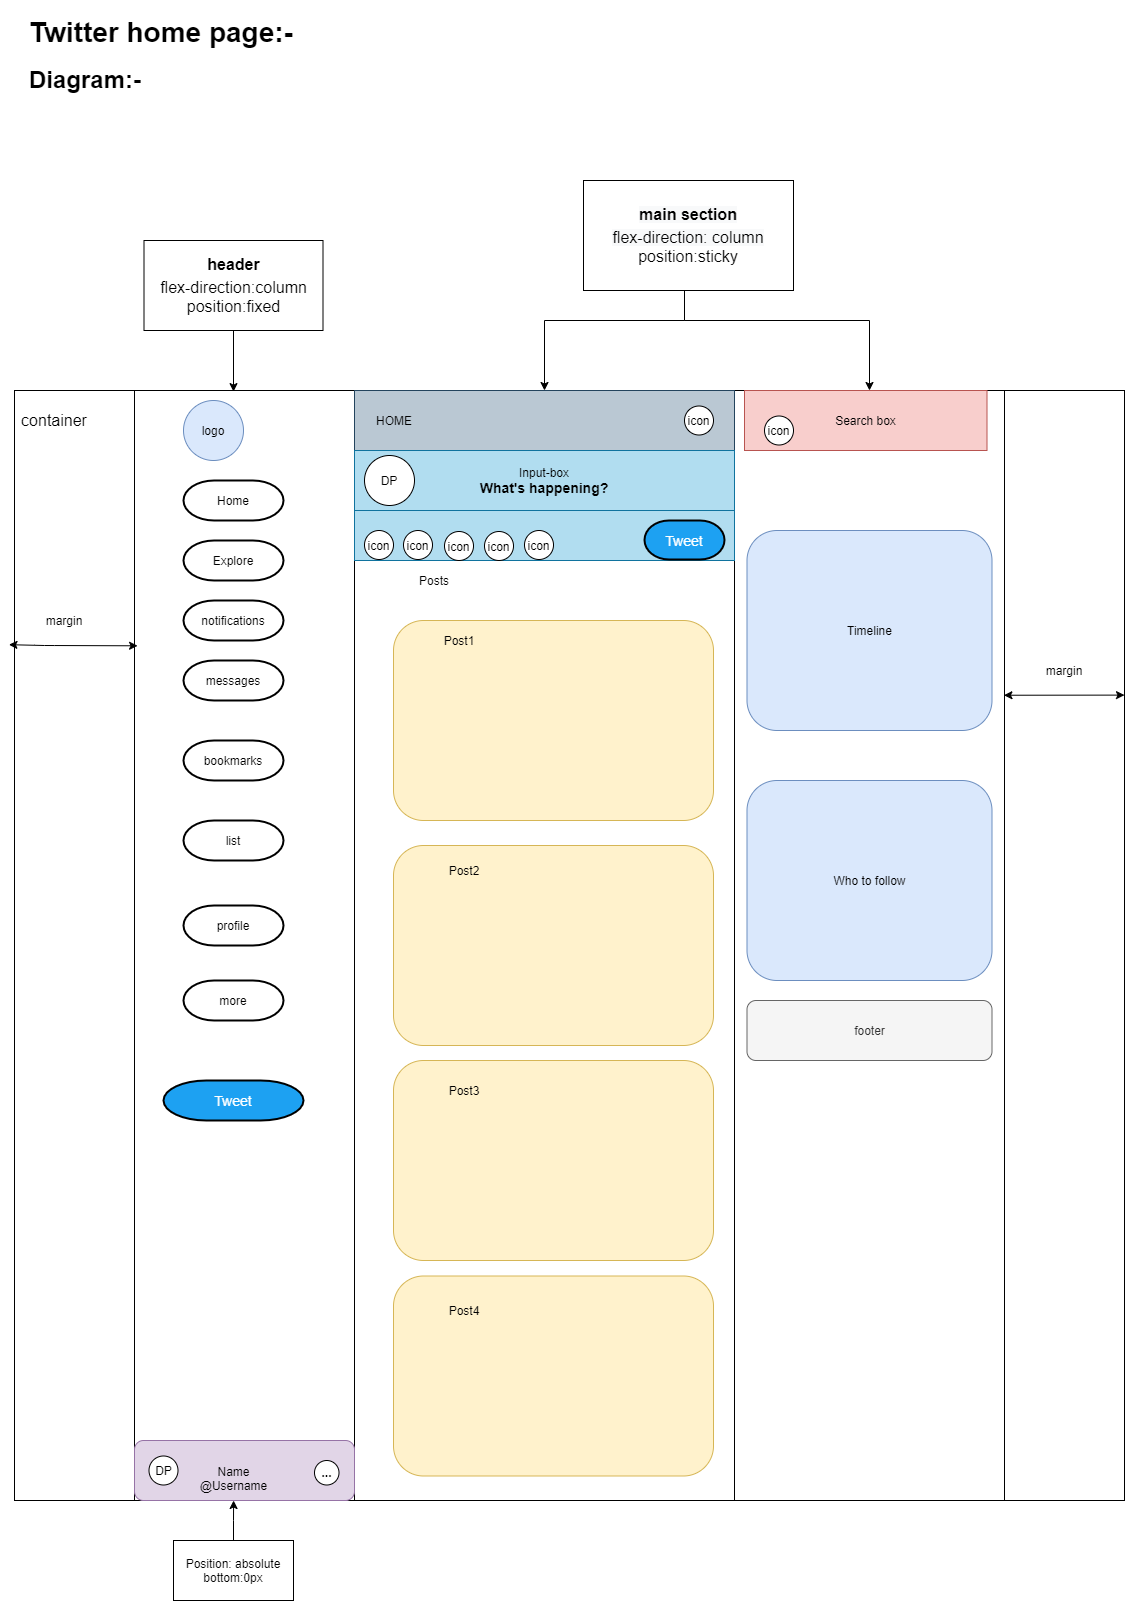 Twitter home page:-
Diagram:-
main section
flex-direction: column
position:sticky
header
flex-direction:column
position:fixed
container
logo
Home
Explore
notifications
messages
bookmarks
list
profile
more
Tweet
margin
HOME
icon
DP
Input-box
What's happening?
icon
icon
icon
icon
icon
Tweet
Posts
Post1
Post2
Post3
Post4
icon
Search box
Timeline
Who to follow
footer
margin
DP
Name
@Username
...
Position: absolute
bottom:0px